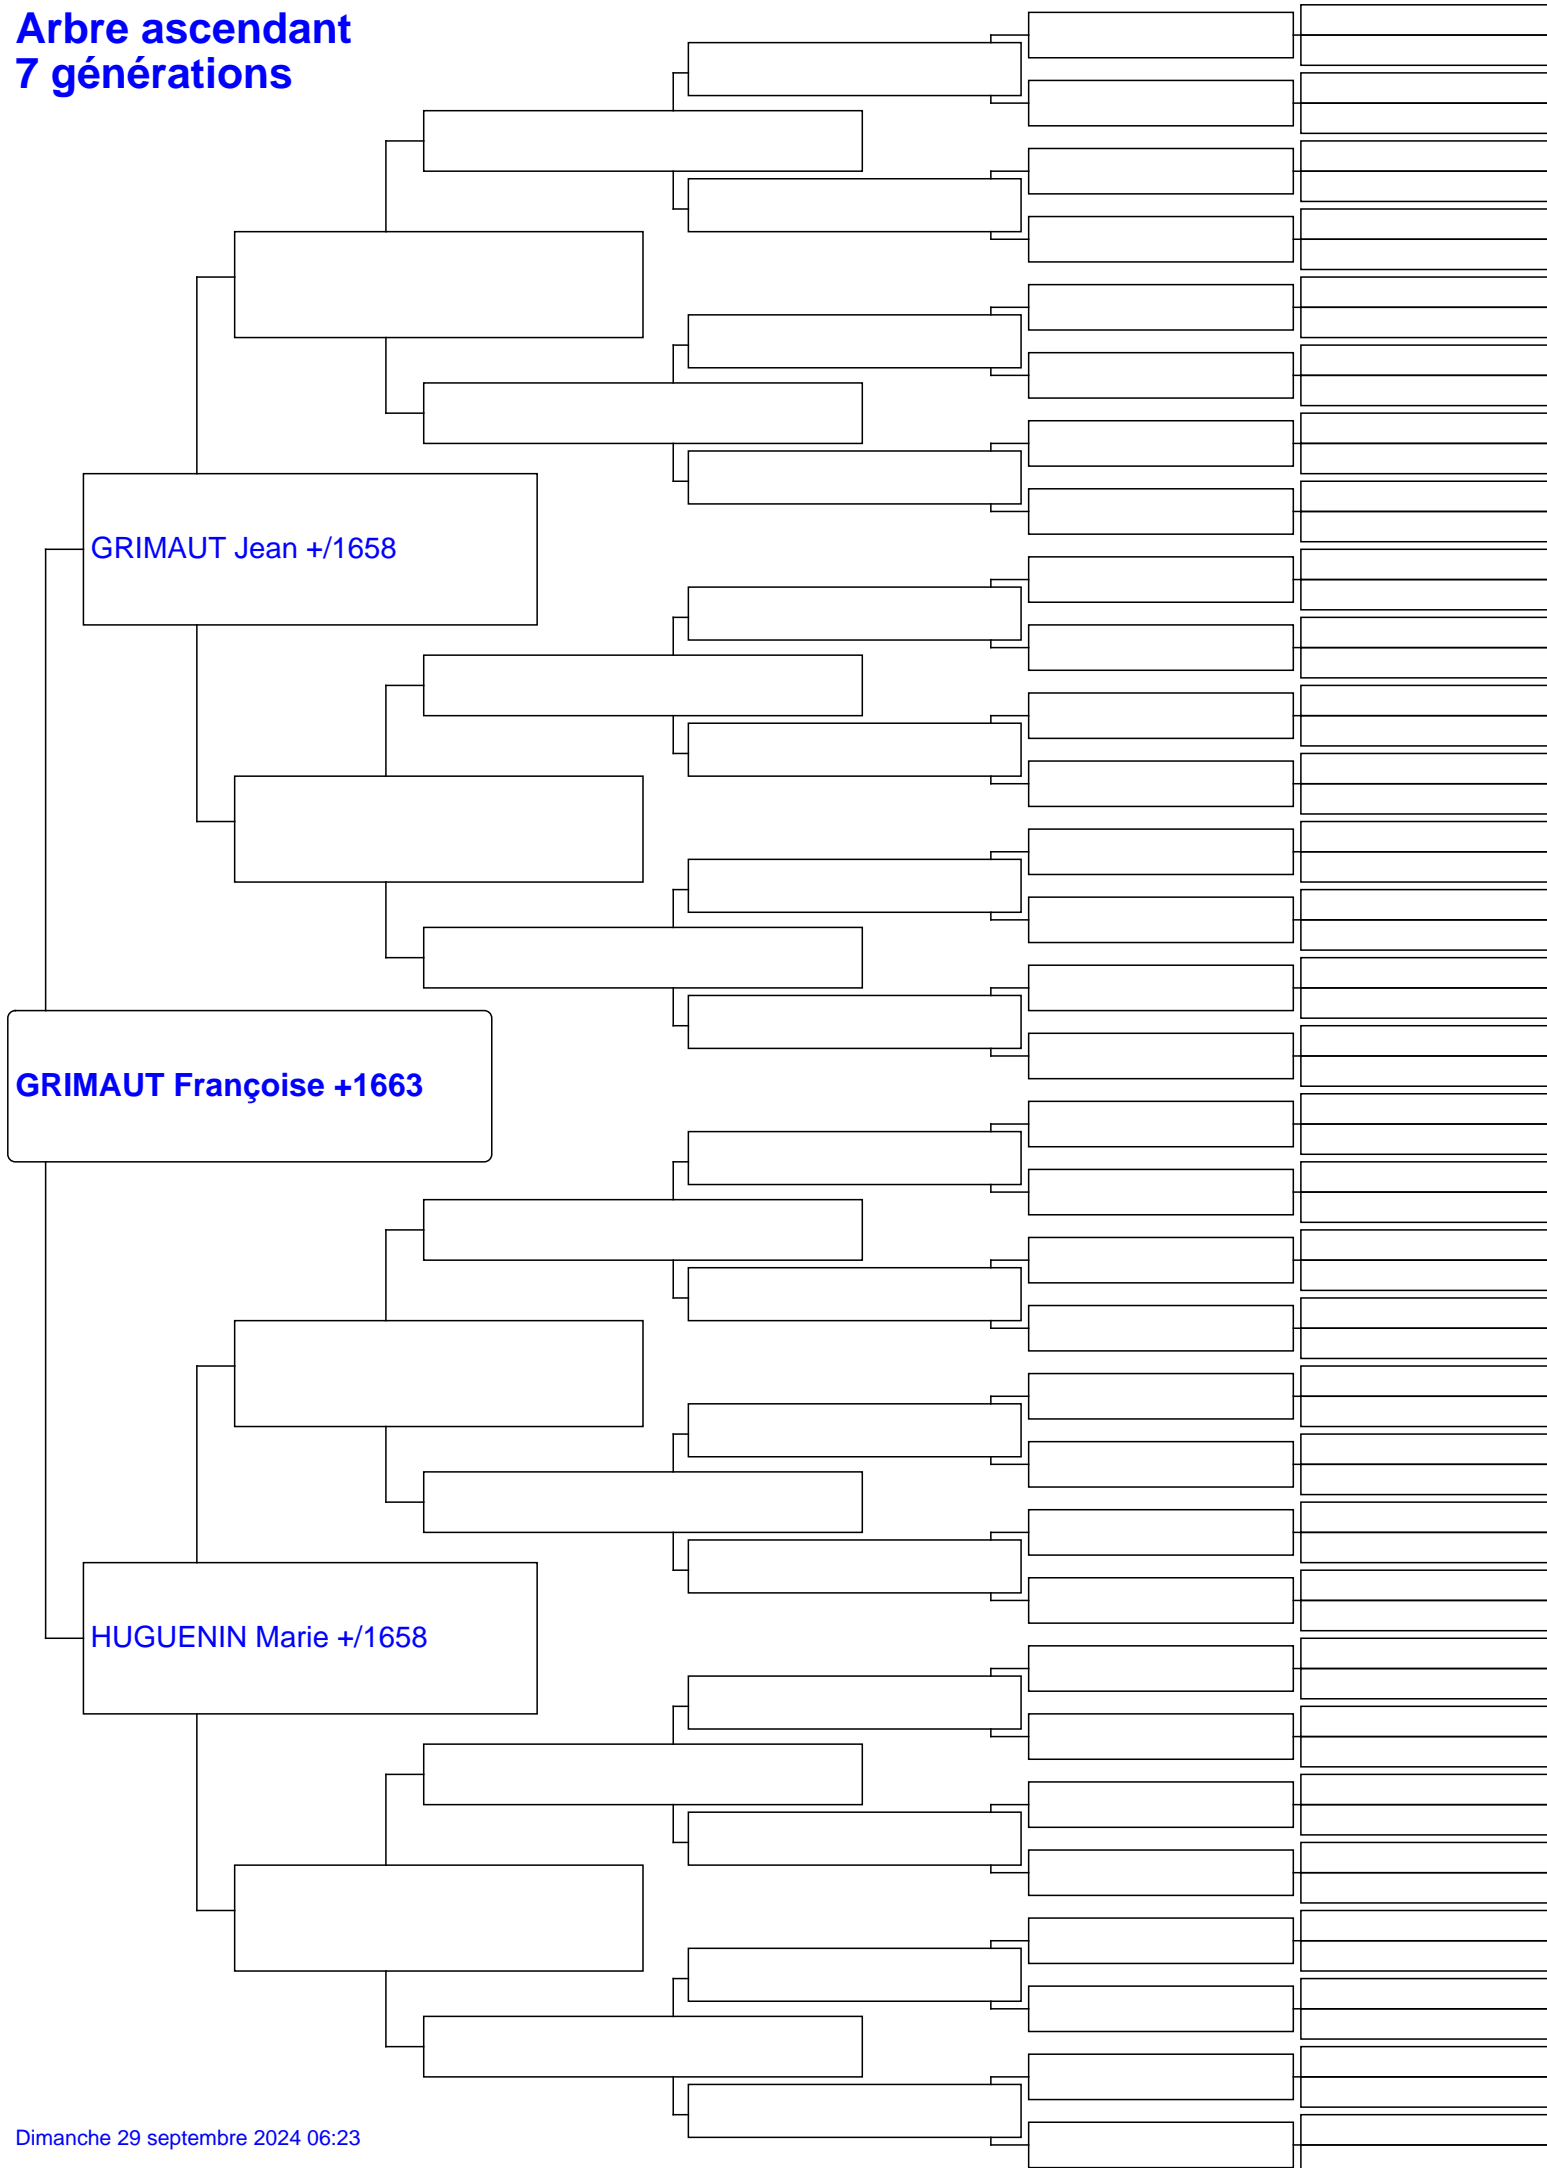 Arbre ascendant
7 générations
GRIMAUT Jean +/1658
GRIMAUT Françoise +1663
HUGUENIN Marie +/1658
Dimanche 29 septembre 2024 06:23